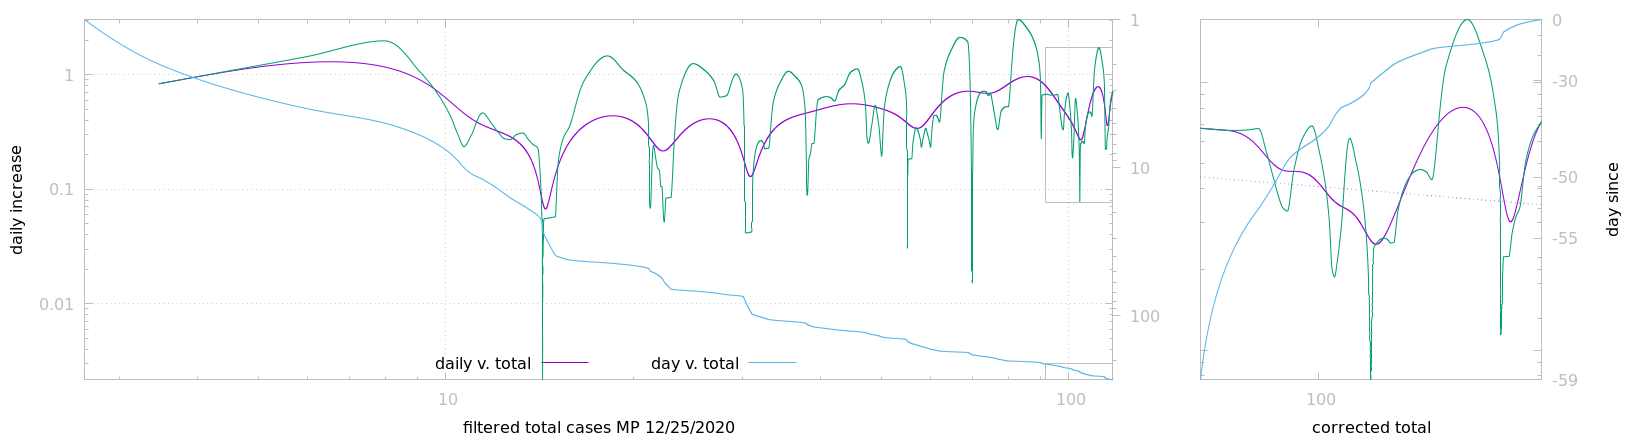 daily increase
1
0.1
0.01
10
100
1
10
100
daily v. total
day v. total
filtered total cases MP 12/25/2020
0
-30
-50
-55
-59
day since
100
corrected total